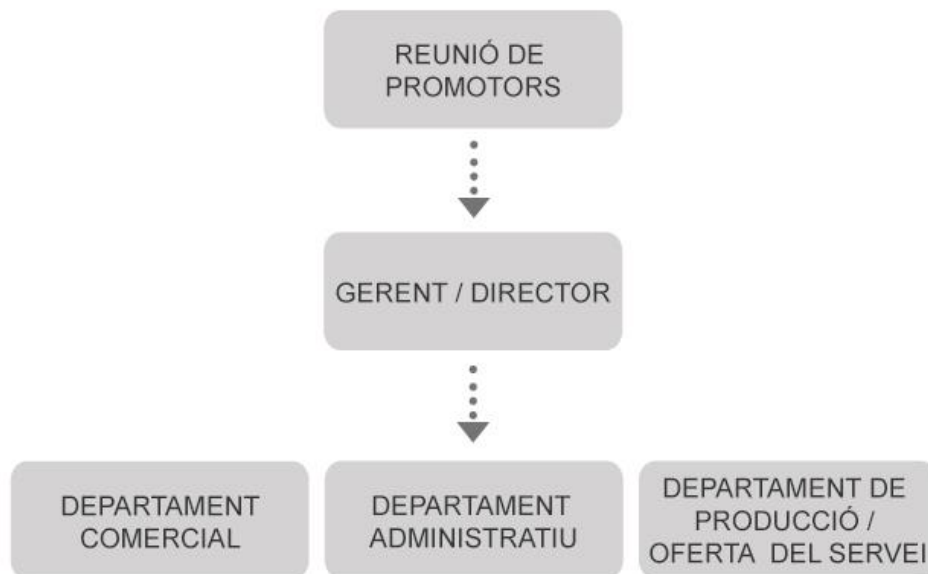 REUNIÓ DE
PROMOTORS
GERENT / DIRECTOR
DEPARTAMENT
COMERCIAL
DEPARTAMENT
ADMINISTRATIU
DEPARTAMENT DE
PRODUCCIÓ /
OFERTA DEL SERVEI